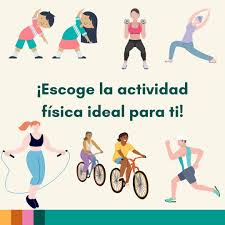 ¡Escoge la actividad
física ideal para ti!